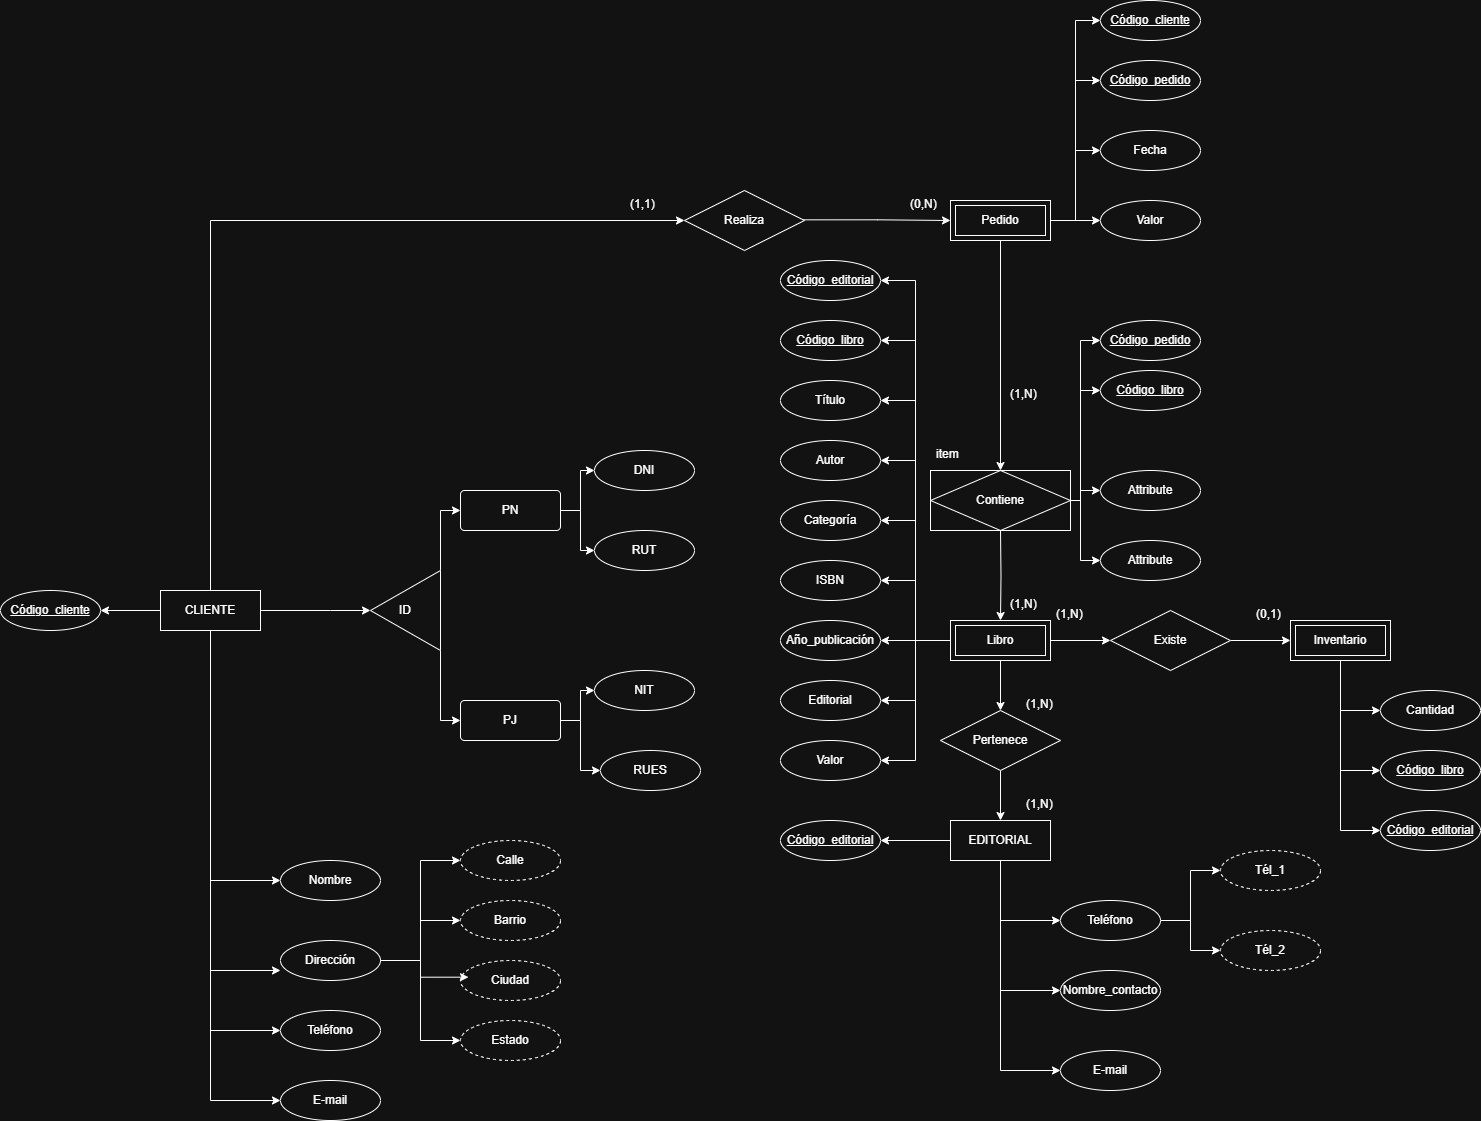 Código_cliente
Código_pedido
Fecha
(1,1)
Realiza
(0,N)
Pedido
Valor
Código_editorial
Código_libro
Título
Autor
Categoría
ISBN
Año_publicación
Editorial
Valor
(1,N)
item
Contiene
Código_pedido
Código_libro
Attribute
Attribute
(1,N)
Libro
(1,N)
Existe
(0,1)
Inventario
Cantidad
Código_libro
Código_editorial
(1,N)
Pertenece
(1,N)
Código_editorial
EDITORIAL
Teléfono
Tél_1
Tél_2
Nombre_contacto
E-mail
Código_cliente
CLIENTE
ID
PN
DNI
RUT
PJ
NIT
RUES
Nombre
Dirección
Calle
Barrio
Ciudad
Estado
Teléfono
E-mail